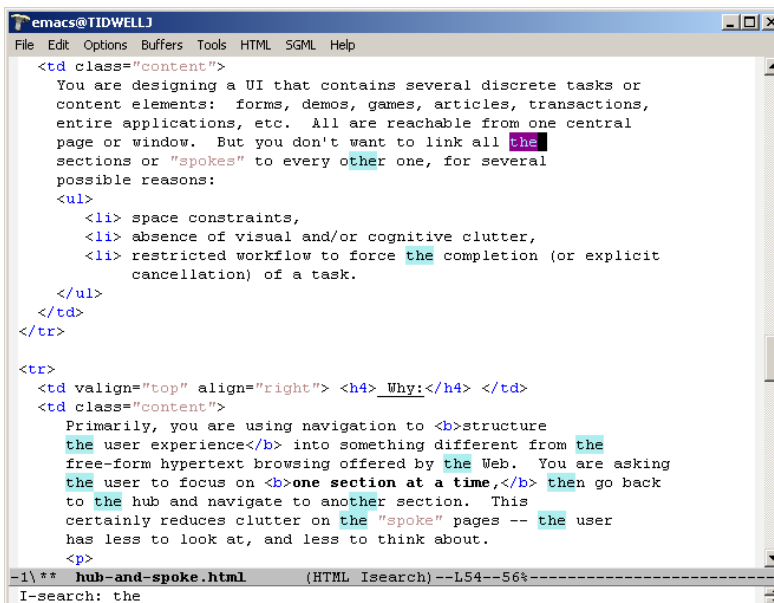 emacs@TIDWELLJ
File Edit Options Buffers Tools HTML SGML Help
<td class="content">
You are designing a UI that contains several discrete tasks or
content elements: forms, demos, games, articles, transactions,
entire applications, etc. All are reachable from one central
page or window. But you don't want to link all the
sections or "spokes" to every other one, for several
possible reasons:
<ul>
<li> space constraints,
<li> absence of visual and/or cognitive clutter,
<li> restricted workflow to force the completion (or explicit
cancellation) of a task.
</ul>
</td>
</tr>
<tr>
<td valign="top" align="right"> <h4> Why:</h4> </td>
<td class="content">
Primarily, you are using navigation to <b>structure
the user experience</b> into something different from the
free-form hypertext browsing offered by the Web. You are asking
the user to focus on <b>one section at a time,</b> then go back
to the hub and navigate to another section. This
certainly reduces clutter on the "spoke" pages -- the user
has less to look at, and less to think about.
<p>
-1\** hub-and-spoke.html (HTML Isearch)--L54--56%--------------------------
I-search: the